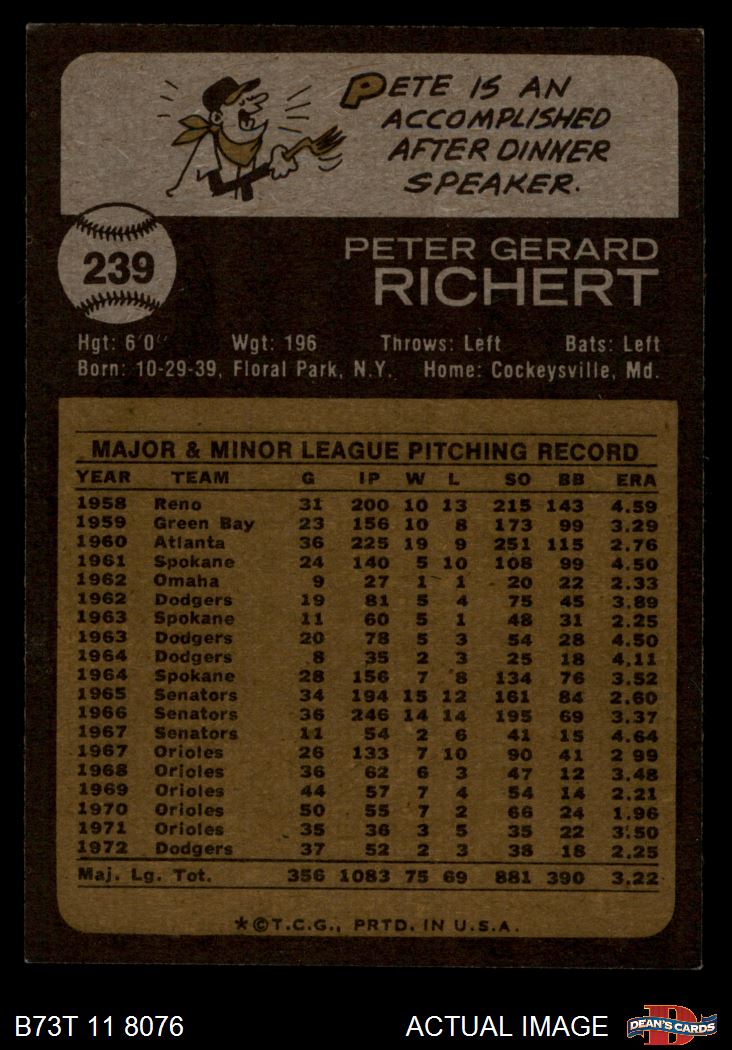 PETE IS AN
ACCOMPLISHED
AFTER DINNER
SPEAKER.
239
PETER GERARD
RICHERT
Hgt: 6'0" Wgt: 196 Throws: Left Bats: Left
Born: 10-29-39, Floral Park, N.Y. Home: Cockeysville, Md.
MAJOR & MINOR LEAGUE PITCHING RECORD
YEAR TEAM G IP W L SO BB ERA
1958 Reno 31 200 10 13 215 143 4.59
1959 Green Bay 23 156 10 8 173 99 3.29
1960 Atlanta 36 225 19 9 251 115 2.76
1961 Spokane 24 140 5 10 108 99 4.50
1962 Omaha 9 27 1 1 20 22 2.33
1962 Dodgers 19 81 5 4 75 45 3.89
1963 Spokane 11 60 5 1 48 31 2.25
1963 Dodgers 20 78 5 3 54 28 4.50
1964 Dodgers 8 35 2 3 25 18 4.11
1964 Spokane 28 156 7 8 134 76 3.52
1965 Senators 34 194 15 12 161 84 2.60
1966 Senators 36 246 14 14 195 69 3.37
1967 Senators 11 54 2 6 41 15 4.64
1967 Orioles 26 133 7 10 90 41 2 99
1968 Orioles 36 62 6 3 47 12 3.48
1969 Orioles 44 57 7 4 54 14 2.21
1970 Orioles 50 55 7 2 66 24 1.96
1971 Orioles 35 36 3 5 35 22 3.50
1972 Dodgers 37 52 2 3 38 18 2.25
Maj. Lg. Tot. 356 1083 75 69 881 390 3.22
*©T.C.G., PRTD. IN U.S.A.
B73T 11 8076 ACTUAL IMAGE DEAN'S CARDS